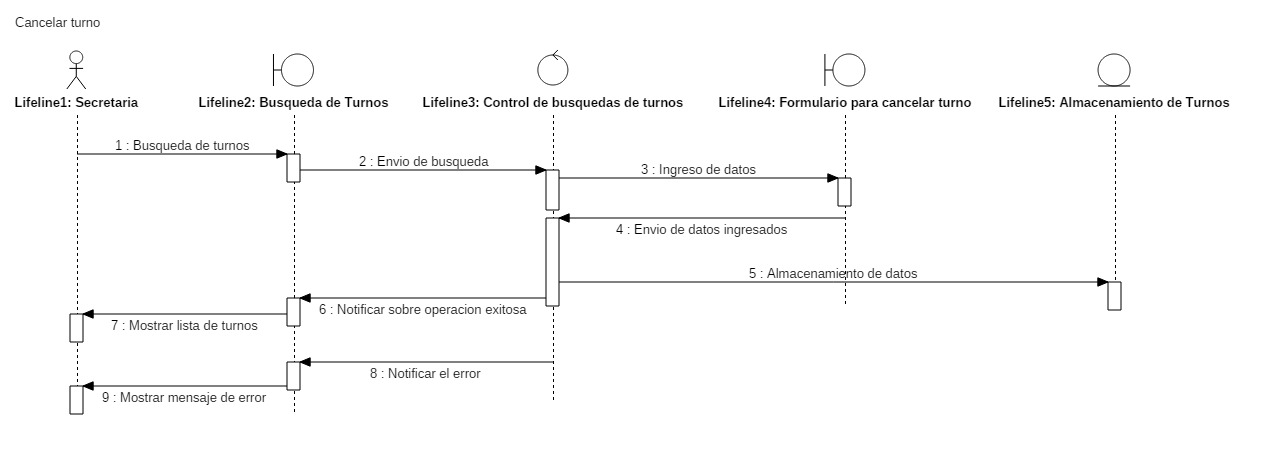 Cancelar turno
Lifeline1: Secretaria
Lifeline2: Busqueda de Turnos
Lifeline3: Control de busquedas de turnos
Lifeline4: Formulario para cancelar turno
Lifeline5: Almacenamiento de Turnos
1 : Busqueda de turnos
2 : Envio de busqueda
3 : Ingreso de datos
4 : Envio de datos ingresados
5 : Almacenamiento de datos
6 : Notificar sobre operacion exitosa
7 : Mostrar lista de turnos
8 : Notificar el error
9 : Mostrar mensaje de error